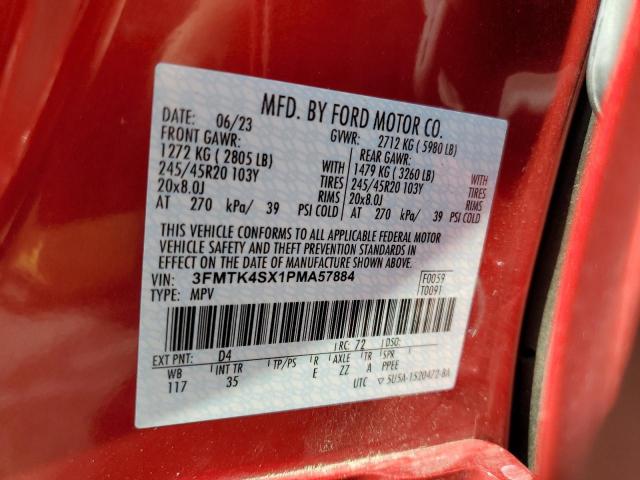 MFD. BY FORD MOTOR CO.
DATE: 06/23 GVWR: 2712 KG ( 5980 LB)
FRONT GAWR: REAR GAWR:
1272 KG ( 2805 LB) WITH 1479 KG ( 3260 LB) WITH
245/45R20 103Y TIRES 245/45R20 103Y TIRES
20x8.0J RIMS 20x8.0J RIMS
AT 270 kPa/ 39 PSI COLD AT 270 kPa/ 39 PSI COLD
THIS VEHICLE CONFORMS TO ALL APPLICABLE FEDERAL MOTOR
VEHICLE SAFETY AND THEFT PREVENTION STANDARDS IN
EFFECT ON THE DATE OF MANUFACTURE SHOWN ABOVE.
VIN: 3FMTK4SX1PMA57884 F0059
TYPE: MPV T0091
EXT PNT: D4 RC: 72 DSO:
WB INT TR TP/PS R AXLE TR SPR
117 35 E ZZ A PPEE
UTC ▽ 5U5A-1520472-BA